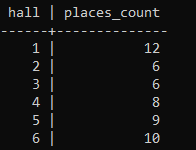 hall | places_count
------+--------------
1 | 12
2 | 6
3 | 6
4 | 8
5 | 9
6 | 10